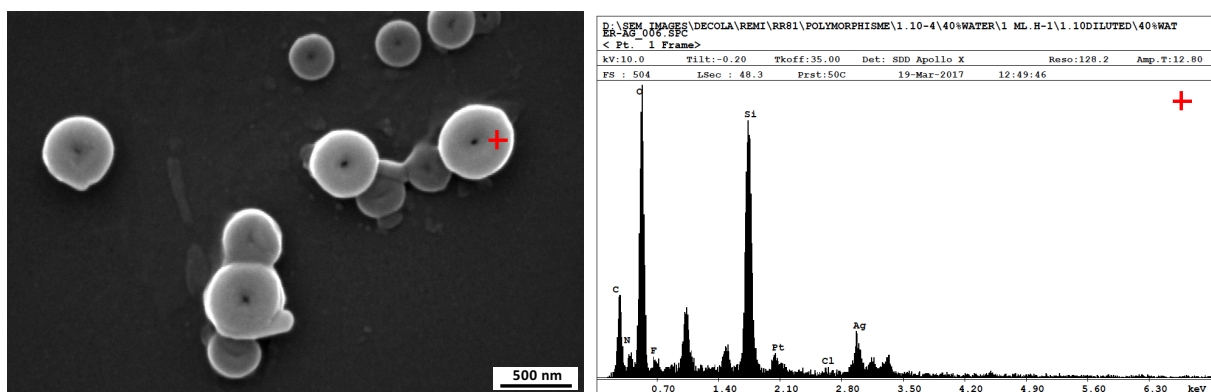 500 nm
D:\SEM_IMAGES\DECOLA\REMI\RR81\POLYMORPHISME\1.10-4\40%WATER\1 ML.H-1\1.10DILUTED\40%WAT
ER-AG_006.SPC
< Pt. 1 Frame>
kV:10.0 Tilt:-0.20 Tkoff:35.00 Det: SDD Apollo X Reso:128.2 Amp.T:12.80
FS : 504 LSec : 48.3 Prst:50C 19-Mar-2017 12:49:46
O
Si
C
N
F
Pt
Cl
Ag
0.70 1.40 2.10 2.80 3.50 4.20 4.90 5.60 6.30 keV